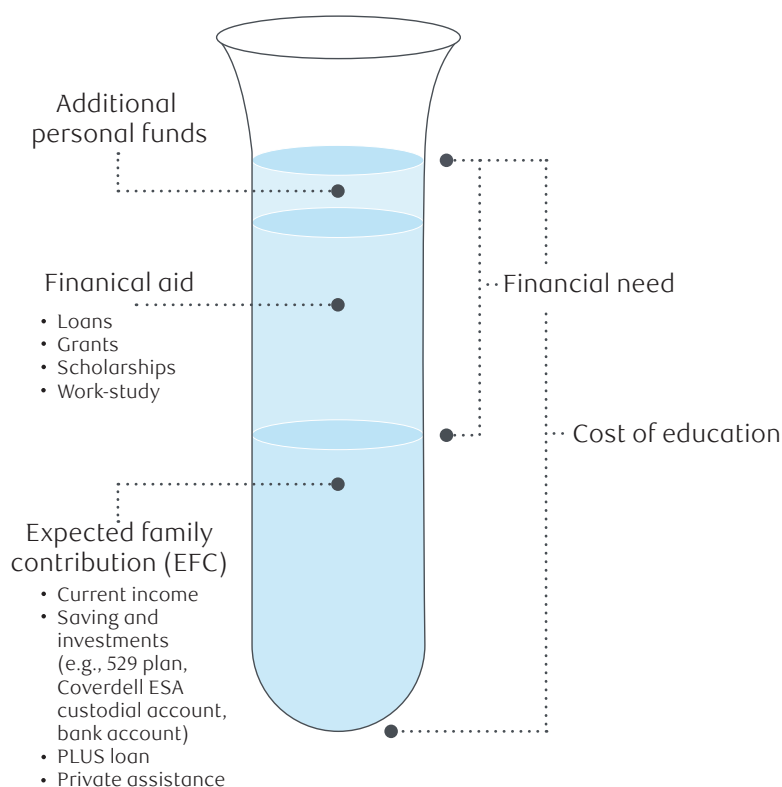 Additional
personal funds
Finanical aid
• Loans
• Grants
• Scholarships
• Work-study
Financial need
Cost of education
Expected family
contribution (EFC)
• Current income
• Saving and
investments
(e.g., 529 plan,
Coverdell ESA
custodial account,
bank account)
• PLUS loan
• Private assistance